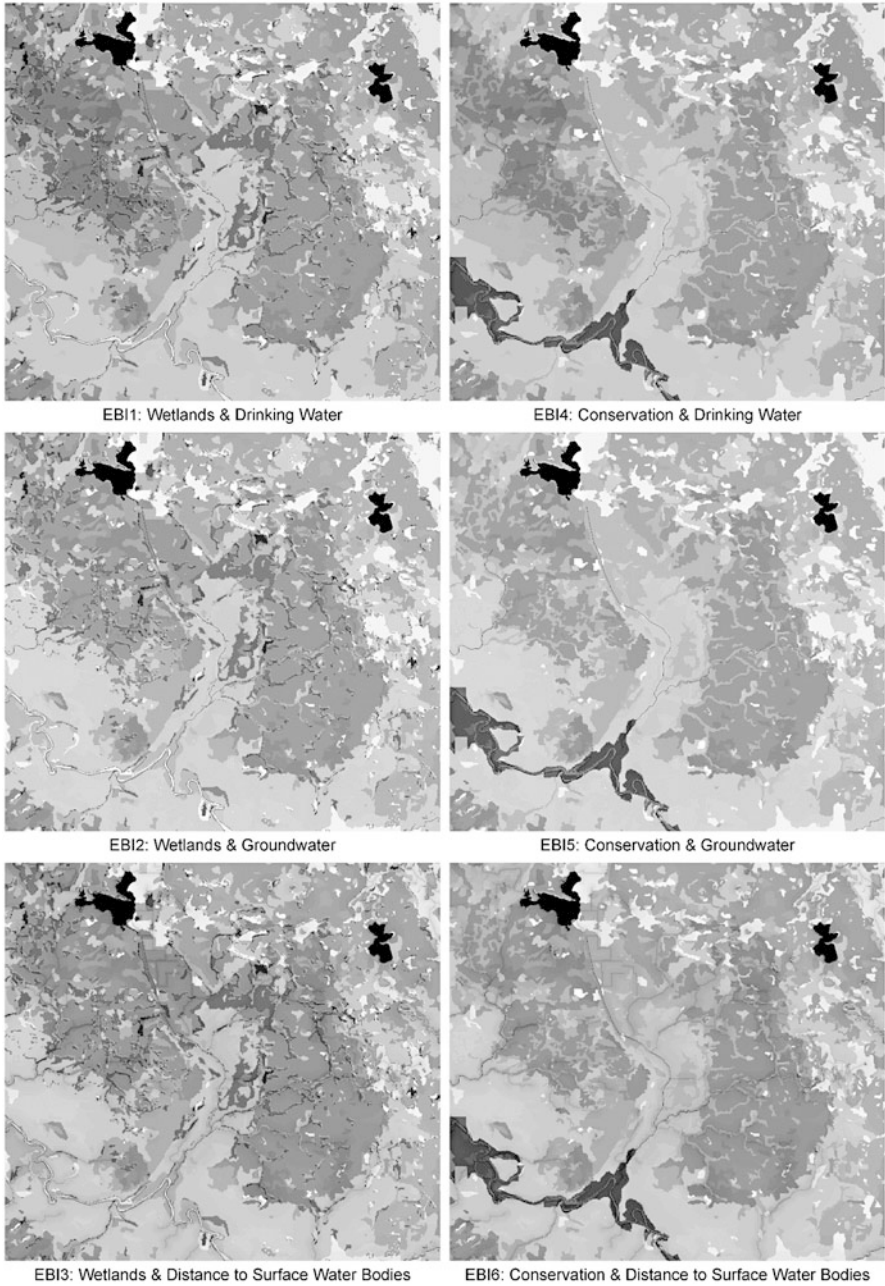 EBI1: Wetlands & Drinking Water
EBI4: Conservation & Drinking Water
EBI2: Wetlands & Groundwater
EBI5: Conservation & Groundwater
EBI3: Wetlands & Distance to Surface Water Bodies
EBI6: Conservation & Distance to Surface Water Bodies